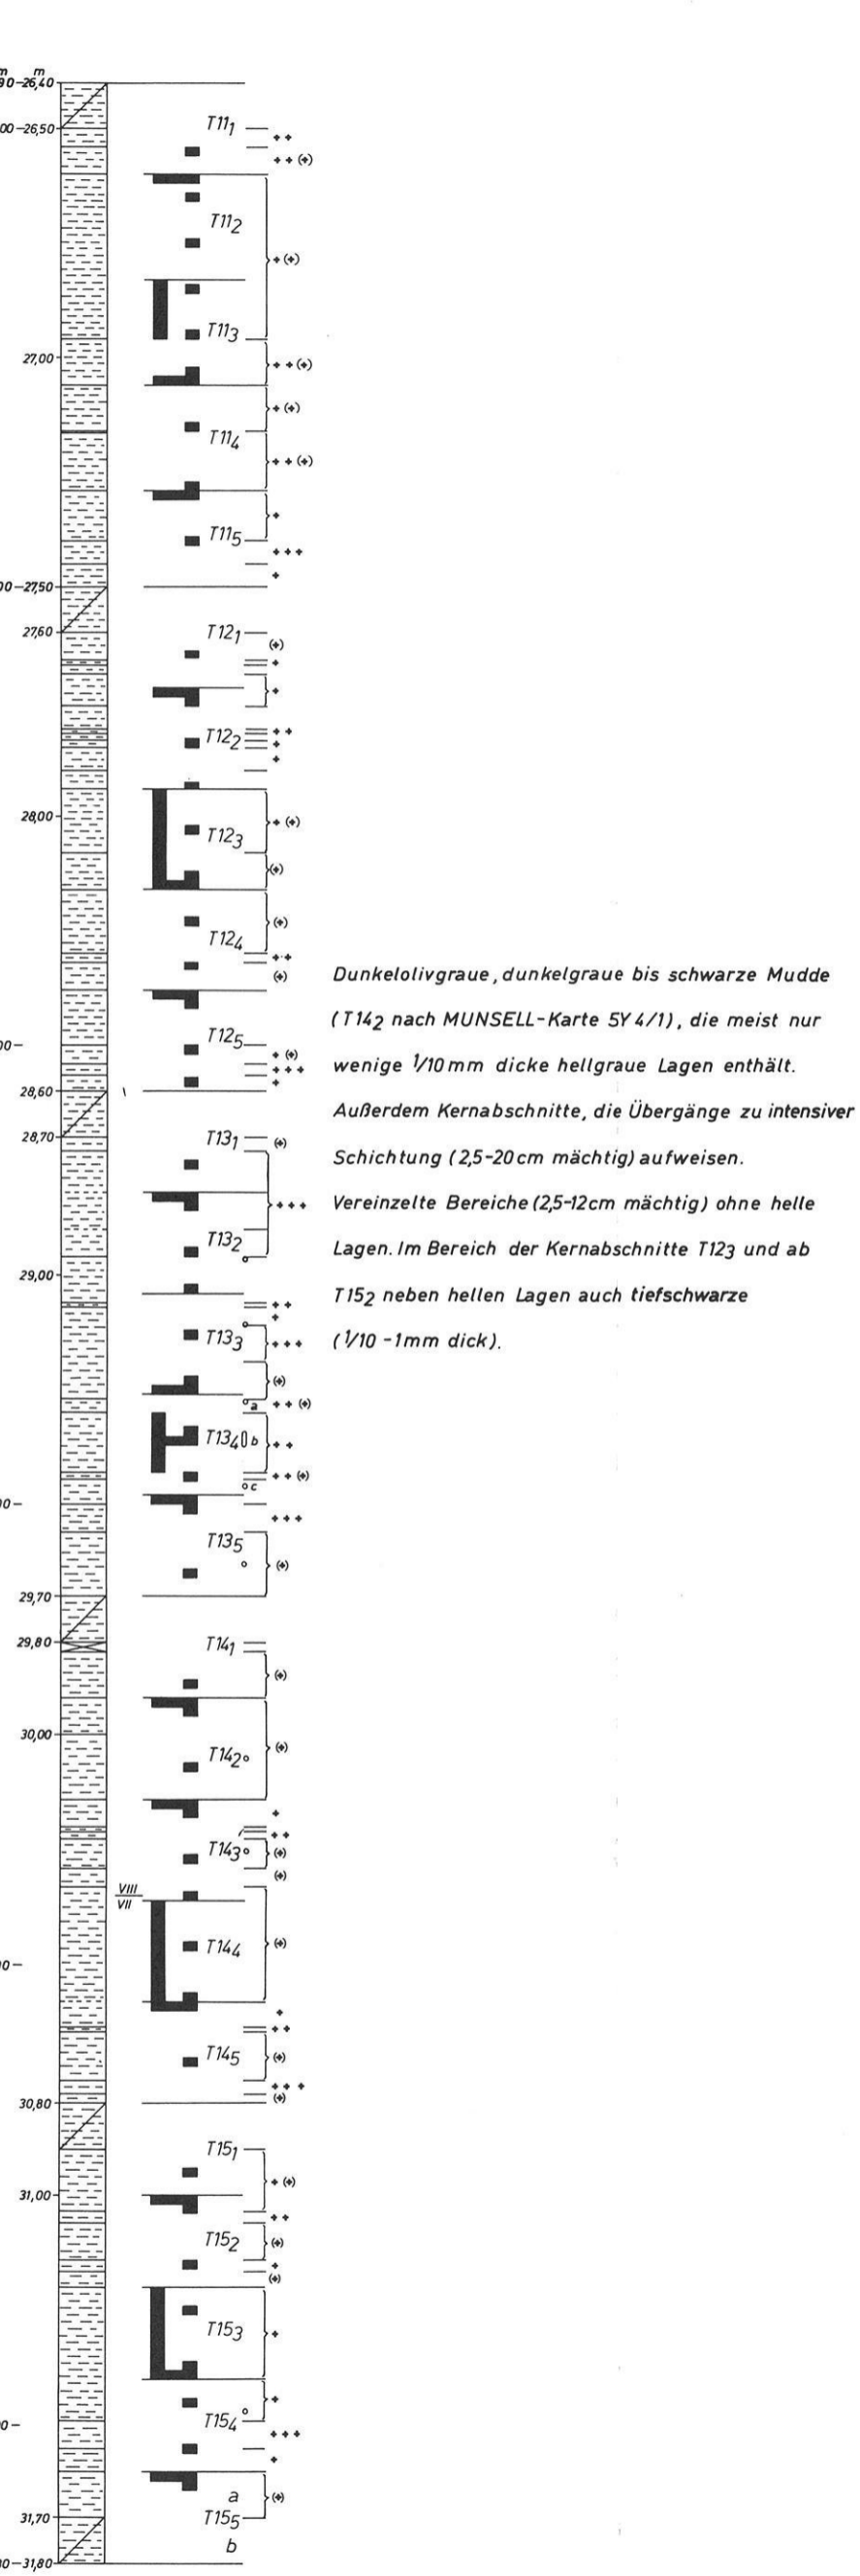 m m
90-26,40
T11₁
00-26,50
+ +
+ + (+)
T11₂
+ (+)
T11₃
27,00
+ + (+)
+ (+)
T11₄
+ + (+)
+
T11₅
+ + +
+
00-27,50
27,60
T12₁
(+)
+
+
T12₂
+ +
+
+
28,00
+ (+)
T12₃
(+)
(+)
T12₄
+ +
(+)
T12₅
00-
+ (+)
+ + +
+
28,60
28,70
T13₁
(+)
+ + +
T13₂
29,00
+ +
+
T13₃
+ + +
(+)
a + + (+)
T13₄ b + +
+ + (+)
c
00-
+ + +
T13₅
(+)
29,70
29,80
T14₁
(+)
30,00
T14₂
(+)
+
+ +
T14₃
(+)
(+)
VIII
VII
T14₄
(+)
00-
+
+ +
T14₅
(+)
+ + +
(+)
30,80
T15₁
+ (+)
31,00
+ +
T15₂
(+)
+
(+)
T15₃
+
+
T15₄
00-
+ + +
+
a (+)
31,70
T15₅
b
00-31,80
Dunkelolivgraue, dunkelgraue bis schwarze Mudde
(T14₂ nach MUNSELL-Karte 5Y 4/1), die meist nur
wenige 1/10 mm dicke hellgraue Lagen enthält.
Außerdem Kernabschnitte, die Übergänge zu intensiver
Schichtung (2,5-20 cm mächtig) aufweisen.
Vereinzelte Bereiche (2,5-12cm mächtig) ohne helle
Lagen. Im Bereich der Kernabschnitte T12₃ und ab
T15₂ neben hellen Lagen auch tiefschwarze
(1/10 - 1mm dick).